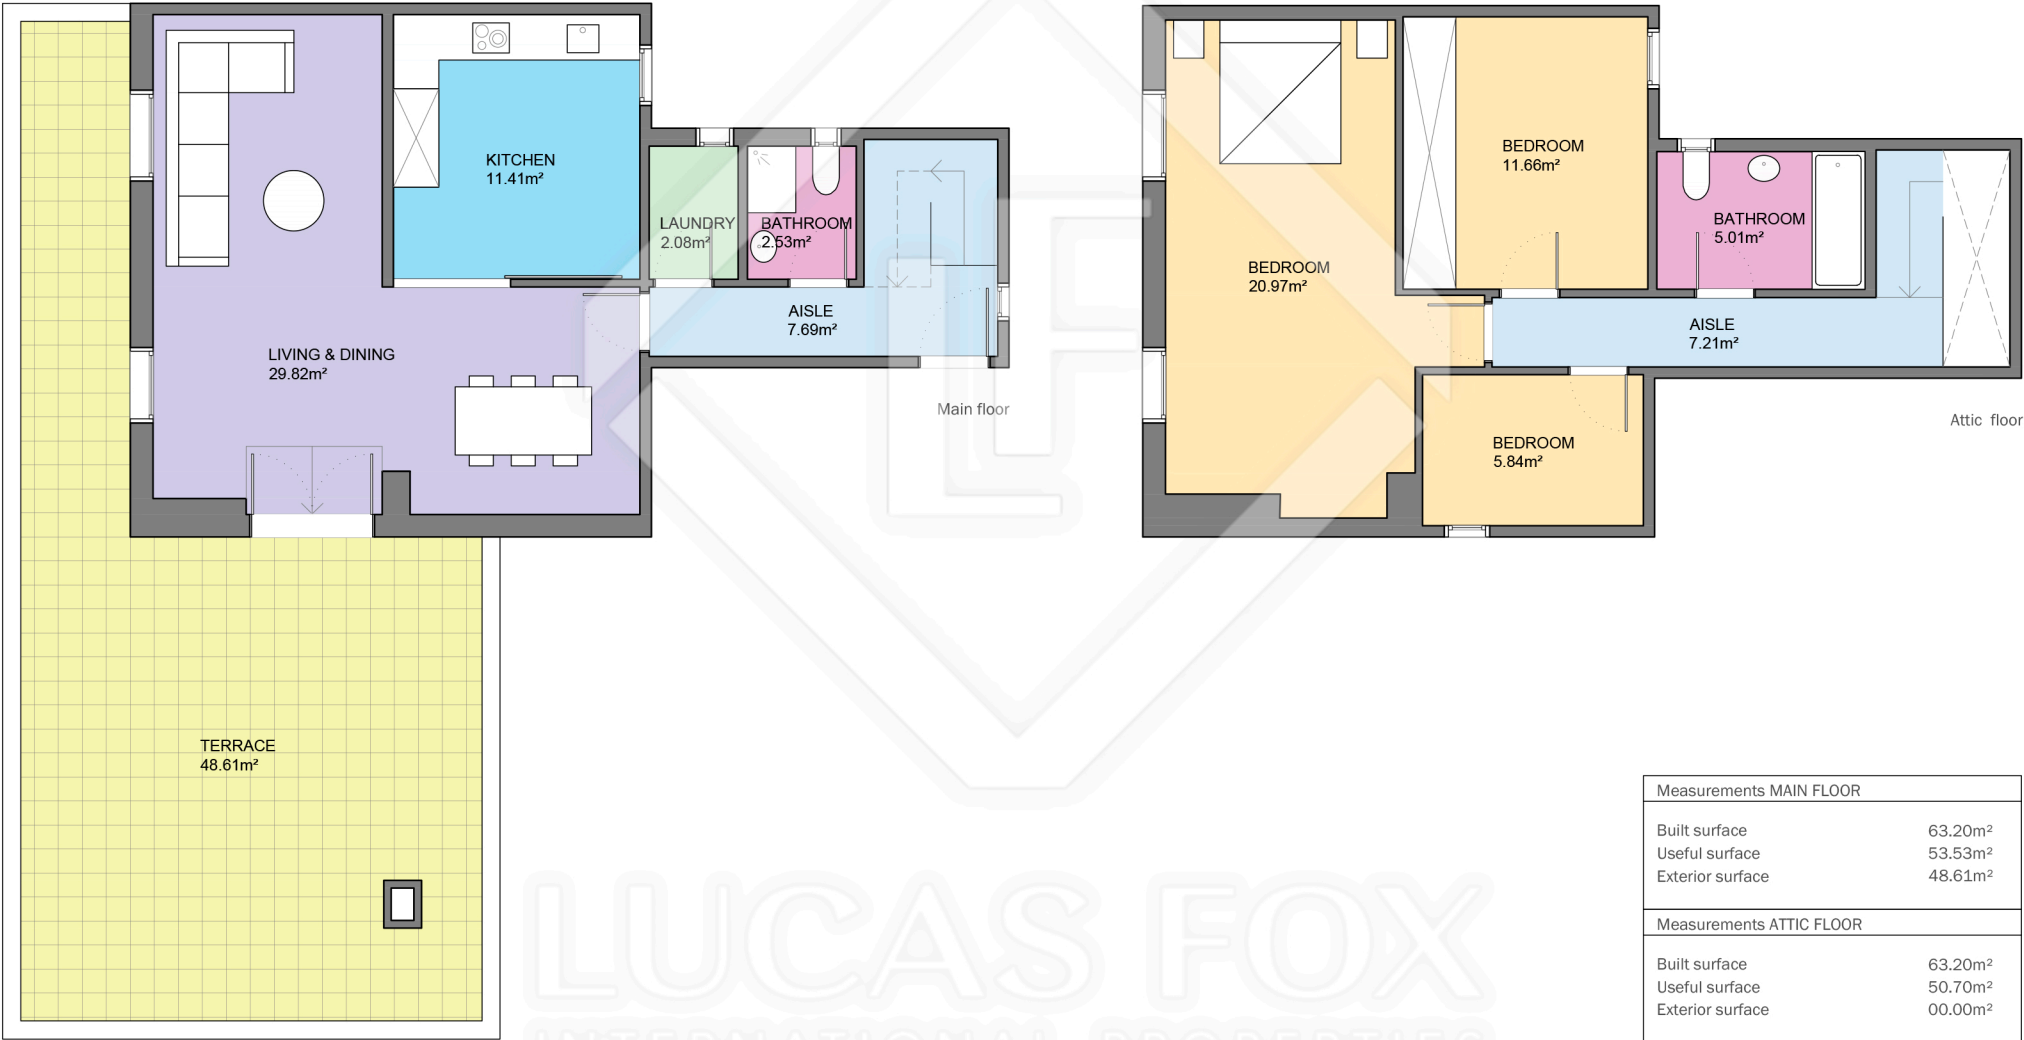 KITCHEN
11.41m²
LAUNDRY
2.08m²
BATHROOM
2.53m²
AISLE
7.69m²
LIVING & DINING
29.82m²
Main floor
TERRACE
48.61m²
BEDROOM
11.66m²
BATHROOM
5.01m²
BEDROOM
20.97m²
AISLE
7.21m²
BEDROOM
5.84m²
Attic floor
Measurements MAIN FLOOR
Built surface 63.20m²
Useful surface 53.53m²
Exterior surface 48.61m²
Measurements ATTIC FLOOR
Built surface 63.20m²
Useful surface 50.70m²
Exterior surface 00.00m²
LUCAS FOX
INTERNATIONAL PROPERTIES